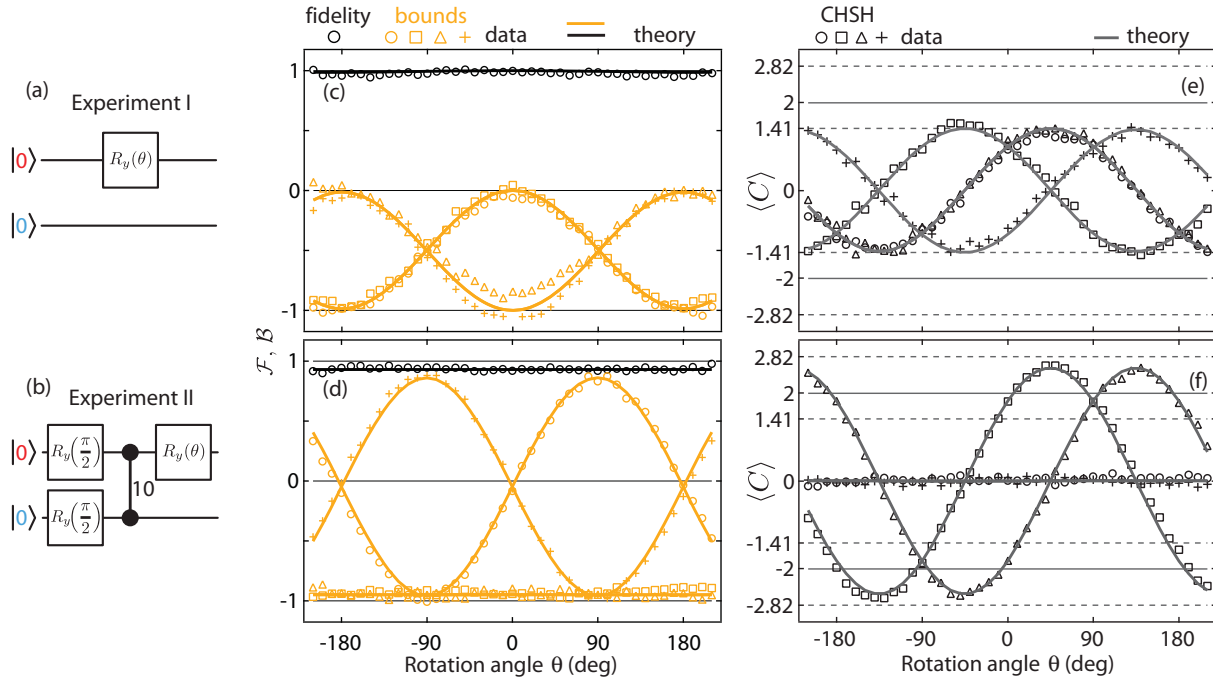 fidelity bounds data theory
CHSH data theory
(a)
Experiment I
|0⟩ R_y(θ)
|0⟩
(b)
Experiment II
|0⟩ R_y(π/2) R_y(θ)
10
|0⟩ R_y(π/2)
ℱ, ℬ
(c)
1
0
-1
(d)
1
0
-1
-180 -90 0 90 180
Rotation angle θ (deg)
(e)
⟨C⟩
2.82
2
1.41
0
-1.41
-2
-2.82
(f)
⟨C⟩
2.82
2
1.41
0
-1.41
-2
-2.82
-180 -90 0 90 180
Rotation angle θ (deg)